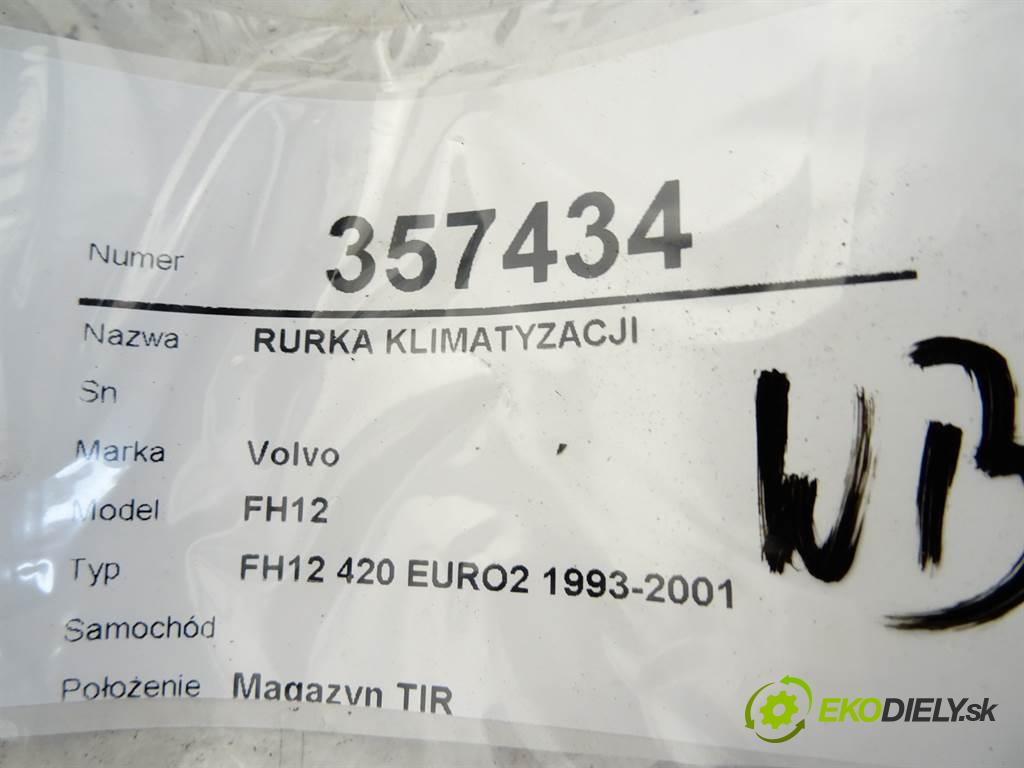 Numer 357434
Nazwa RURKA KLIMATYZACJI
Sn
Marka Volvo
Model FH12
Typ FH12 420 EURO2 1993-2001
Samochód
Położenie Magazyn TIR
EKODIELY.sk